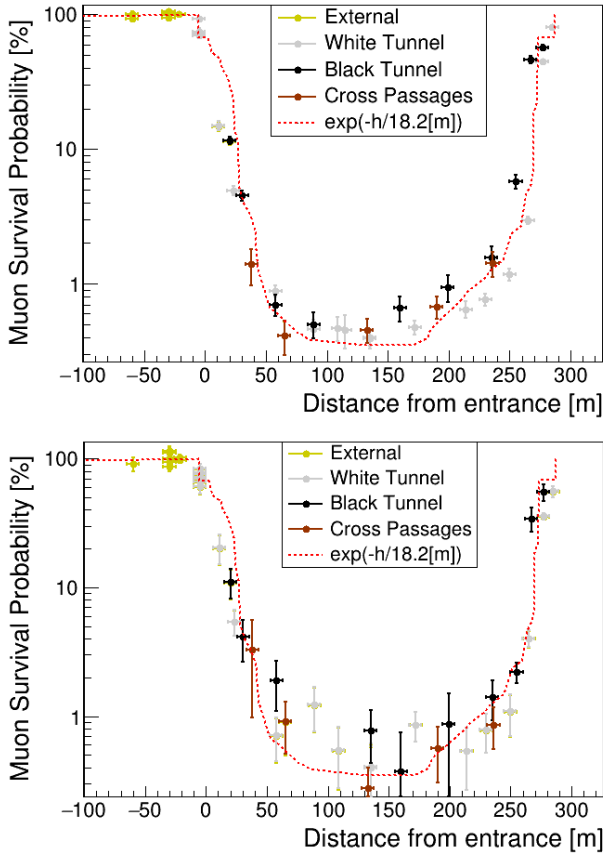 Muon Survival Probability [%]
100
10
1
External
White Tunnel
Black Tunnel
Cross Passages
exp(-h/18.2[m])
−100 −50 0 50 100 150 200 250 300
Distance from entrance [m]
Muon Survival Probability [%]
100
10
1
External
White Tunnel
Black Tunnel
Cross Passages
exp(-h/18.2[m])
−100 −50 0 50 100 150 200 250 300
Distance from entrance [m]